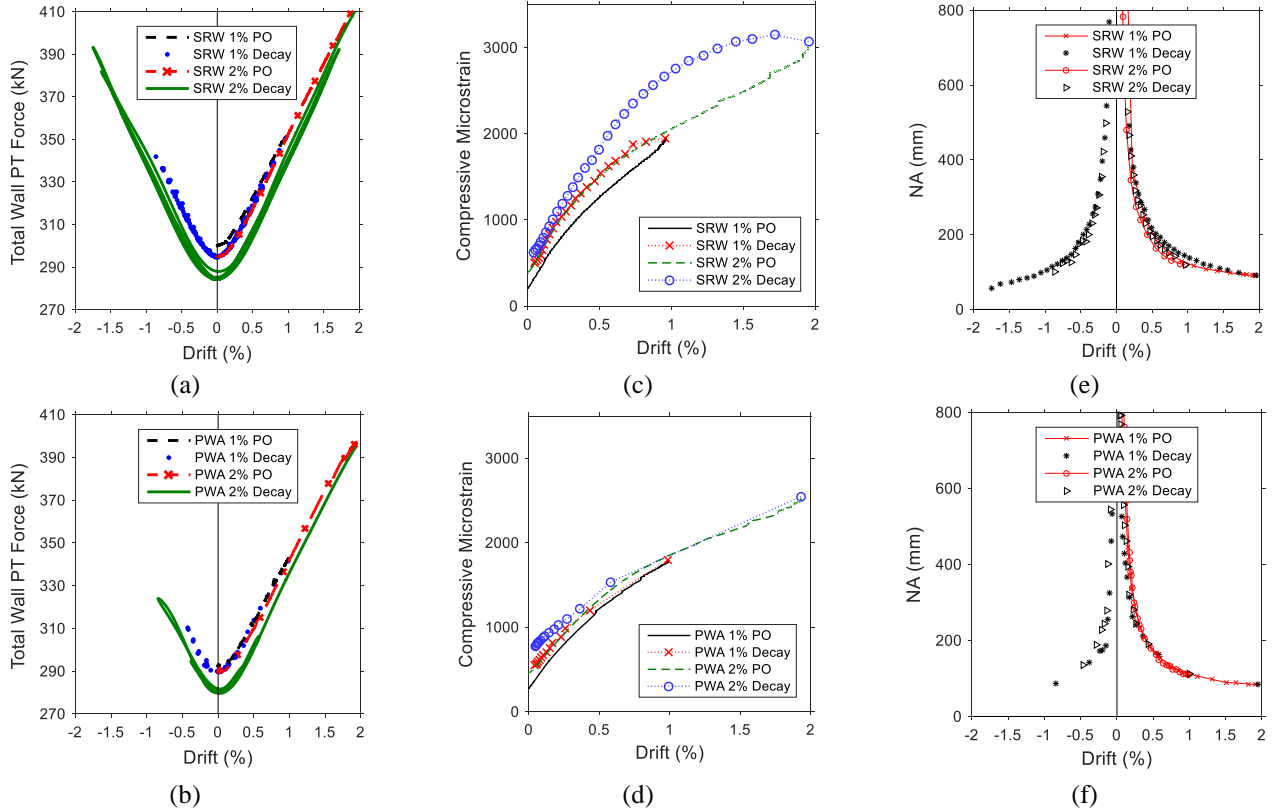 410
390
370
350
330
310
290
270
Total Wall PT Force (kN)
SRW 1% PO
SRW 1% Decay
SRW 2% PO
SRW 2% Decay
-2 -1.5 -1 -0.5 0 0.5 1 1.5 2
Drift (%)
(a)
3000
2000
1000
0
Compressive Microstrain
SRW 1% PO
SRW 1% Decay
SRW 2% PO
SRW 2% Decay
0 0.5 1 1.5 2
Drift (%)
(c)
800
600
400
200
0
NA (mm)
SRW 1% PO
SRW 1% Decay
SRW 2% PO
SRW 2% Decay
-2 -1.5 -1 -0.5 0 0.5 1 1.5 2
Drift (%)
(e)
410
390
370
350
330
310
290
270
Total Wall PT Force (kN)
PWA 1% PO
PWA 1% Decay
PWA 2% PO
PWA 2% Decay
-2 -1.5 -1 -0.5 0 0.5 1 1.5 2
Drift (%)
(b)
3000
2000
1000
0
Compressive Microstrain
PWA 1% PO
PWA 1% Decay
PWA 2% PO
PWA 2% Decay
0 0.5 1 1.5 2
Drift (%)
(d)
800
600
400
200
0
NA (mm)
PWA 1% PO
PWA 1% Decay
PWA 2% PO
PWA 2% Decay
-2 -1.5 -1 -0.5 0 0.5 1 1.5 2
Drift (%)
(f)